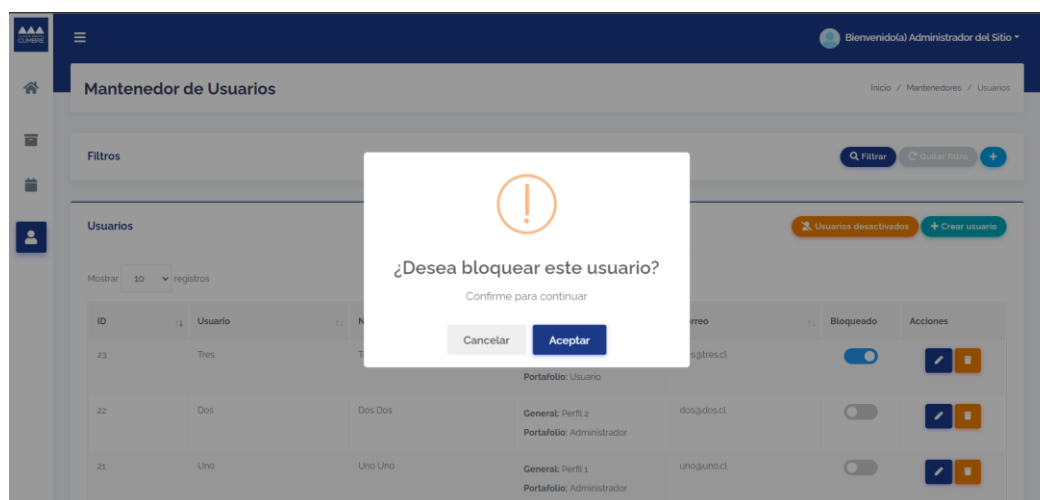 CUMBRE
Bienvenido(a) Administrador del Sitio
Mantenedor de Usuarios
Inicio / Mantenedores / Usuarios
Filtros
Filtrar
Quitar filtro
+
Usuarios
Usuarios desactivados
+ Crear usuario
¿Desea bloquear este usuario?
Confirme para continuar
Cancelar
Aceptar
Mostrar 10 registros
ID Usuario N Correo Bloqueado Acciones
23 Tres s@tres.cl
Portafolio: Usuario
22 Dos Dos Dos General: Perfil 2 dos@dos.cl
Portafolio: Administrador
21 Uno Uno Uno General: Perfil 1 uno@uno.cl
Portafolio: Administrador